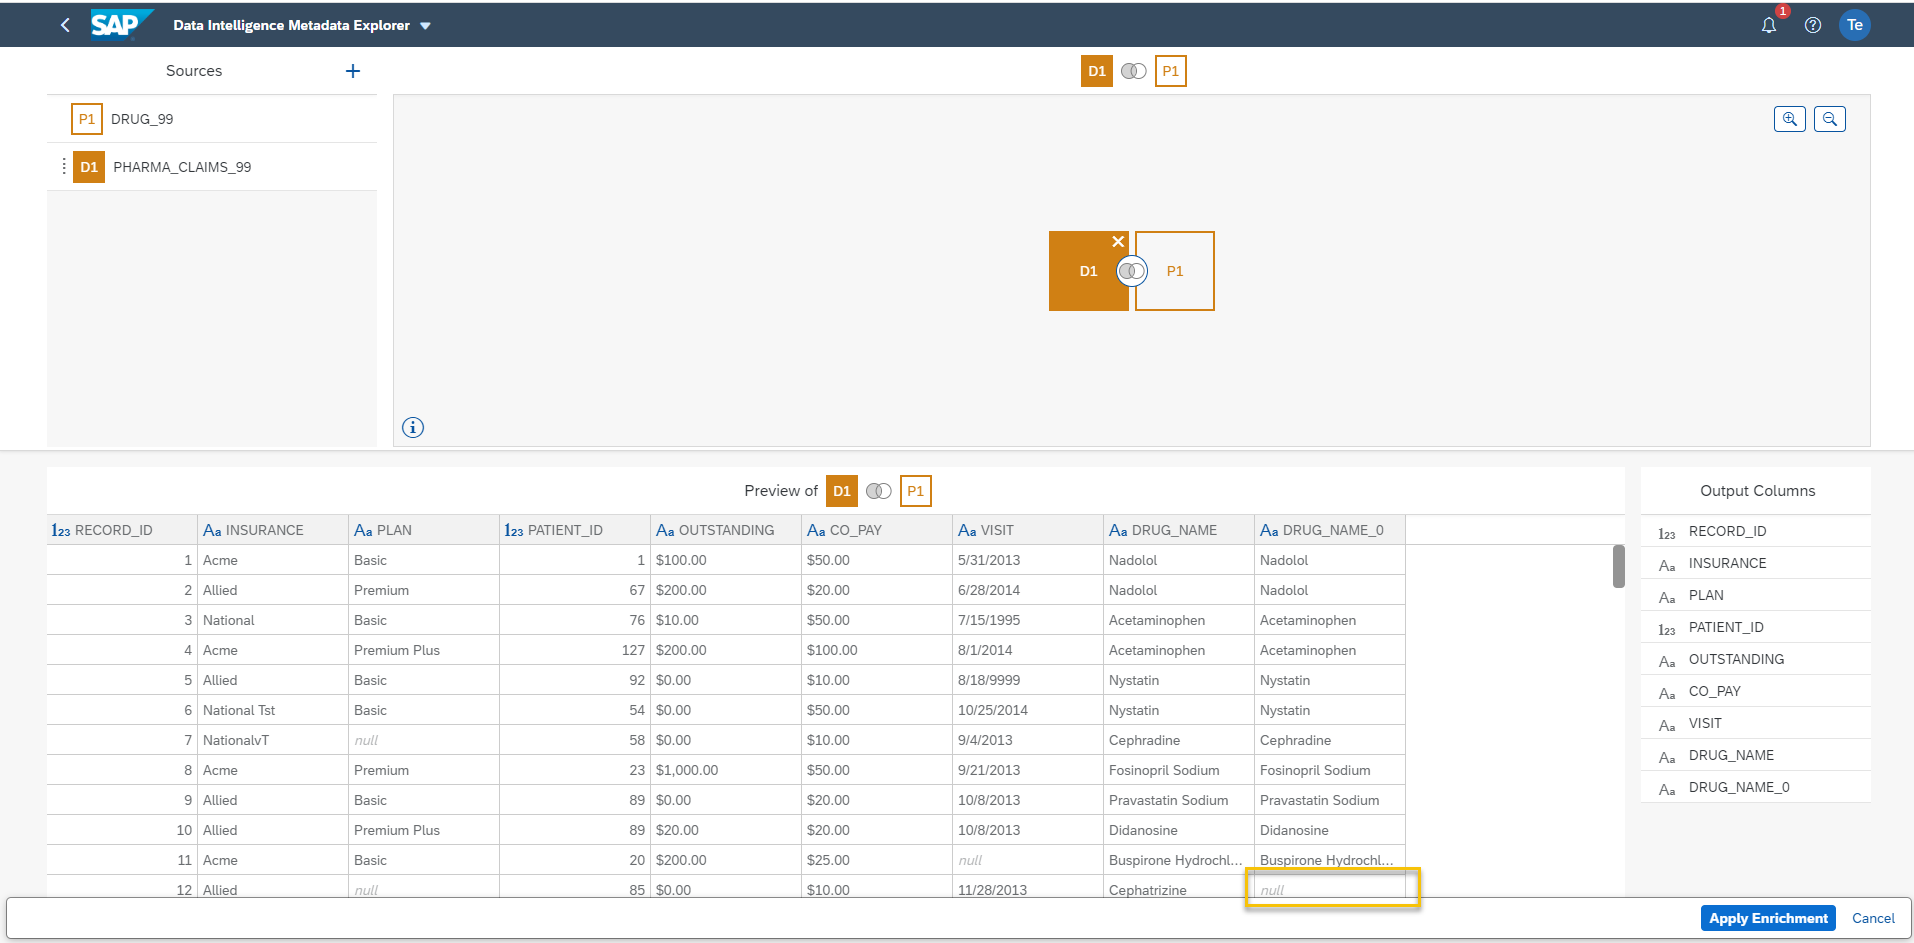 SAP Data Intelligence Metadata Explorer 1 Te
Sources +
D1 P1
P1 DRUG_99
D1 PHARMA_CLAIMS_99
D1 P1
Preview of D1 P1
123 RECORD_ID Aa INSURANCE Aa PLAN 123 PATIENT_ID Aa OUTSTANDING Aa CO_PAY Aa VISIT Aa DRUG_NAME Aa DRUG_NAME_0
1 Acme Basic 1 $100.00 $50.00 5/31/2013 Nadolol Nadolol
2 Allied Premium 67 $200.00 $20.00 6/28/2014 Nadolol Nadolol
3 National Basic 76 $10.00 $50.00 7/15/1995 Acetaminophen Acetaminophen
4 Acme Premium Plus 127 $200.00 $100.00 8/1/2014 Acetaminophen Acetaminophen
5 Allied Basic 92 $0.00 $10.00 8/18/9999 Nystatin Nystatin
6 National Tst Basic 54 $0.00 $50.00 10/25/2014 Nystatin Nystatin
7 NationalvT null 58 $0.00 $10.00 9/4/2013 Cephradine Cephradine
8 Acme Premium 23 $1,000.00 $50.00 9/21/2013 Fosinopril Sodium Fosinopril Sodium
9 Allied Basic 89 $0.00 $20.00 10/8/2013 Pravastatin Sodium Pravastatin Sodium
10 Allied Premium Plus 89 $20.00 $20.00 10/8/2013 Didanosine Didanosine
11 Acme Basic 20 $200.00 $25.00 null Buspirone Hydrochl... Buspirone Hydrochl...
12 Allied null 85 $0.00 $10.00 11/28/2013 Cephatrizine null
Output Columns
123 RECORD_ID
Aa INSURANCE
Aa PLAN
123 PATIENT_ID
Aa OUTSTANDING
Aa CO_PAY
Aa VISIT
Aa DRUG_NAME
Aa DRUG_NAME_0
Apply Enrichment Cancel